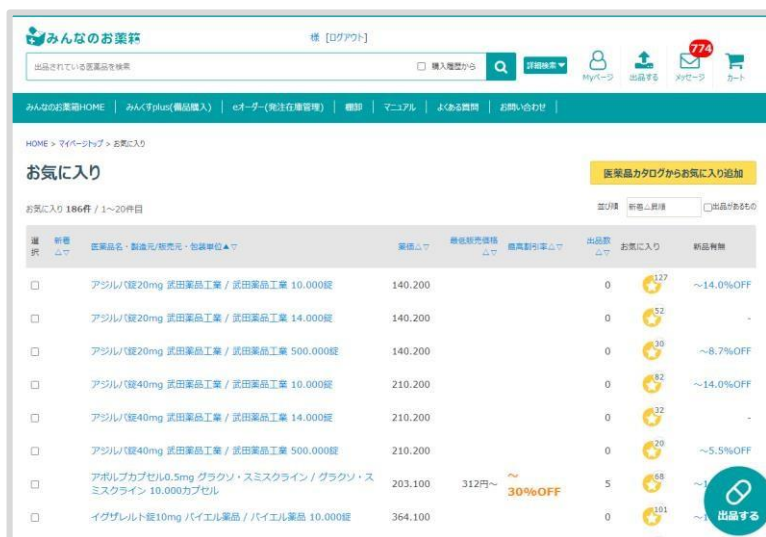 みんなのお薬箱
様 [ログアウト]
出品されている医薬品を検索
購入履歴から
詳細検索▼
Myページ
出品する
774
メッセージ
カート
みんなのお薬箱HOME | みんくすplus(備品購入) | eオーダー(発注在庫管理) | 棚卸 | マニュアル | よくある質問 | お問い合わせ |
HOME > マイページトップ > お気に入り
お気に入り
医薬品カタログからお気に入り追加
お気に入り 186件 / 1~20件目
並び順 新着△昇順 出品があるもの
選択 新着△▽ 医薬品名・製造元/販売元・包装単位▲▽ 薬価△▽ 最低販売価格△▽ 最高割引率△▽ 出品数△▽ お気に入り 新品有無
アジルバ錠20mg 武田薬品工業 / 武田薬品工業 10.000錠 140.200 0 127 ~14.0%OFF
アジルバ錠20mg 武田薬品工業 / 武田薬品工業 14.000錠 140.200 0 52 -
アジルバ錠20mg 武田薬品工業 / 武田薬品工業 500.000錠 140.200 0 30 ~8.7%OFF
アジルバ錠40mg 武田薬品工業 / 武田薬品工業 10.000錠 210.200 0 82 ~14.0%OFF
アジルバ錠40mg 武田薬品工業 / 武田薬品工業 14.000錠 210.200 0 32 -
アジルバ錠40mg 武田薬品工業 / 武田薬品工業 500.000錠 210.200 0 20 ~5.5%OFF
アボルブカプセル0.5mg グラクソ・スミスクライン / グラクソ・ス
ミスクライン 10.000カプセル 203.100 312円~ ~30%OFF 5 68 ~1
イグザレルト錠10mg バイエル薬品 / バイエル薬品 10.000錠 364.100 0 101 ~1
出品する